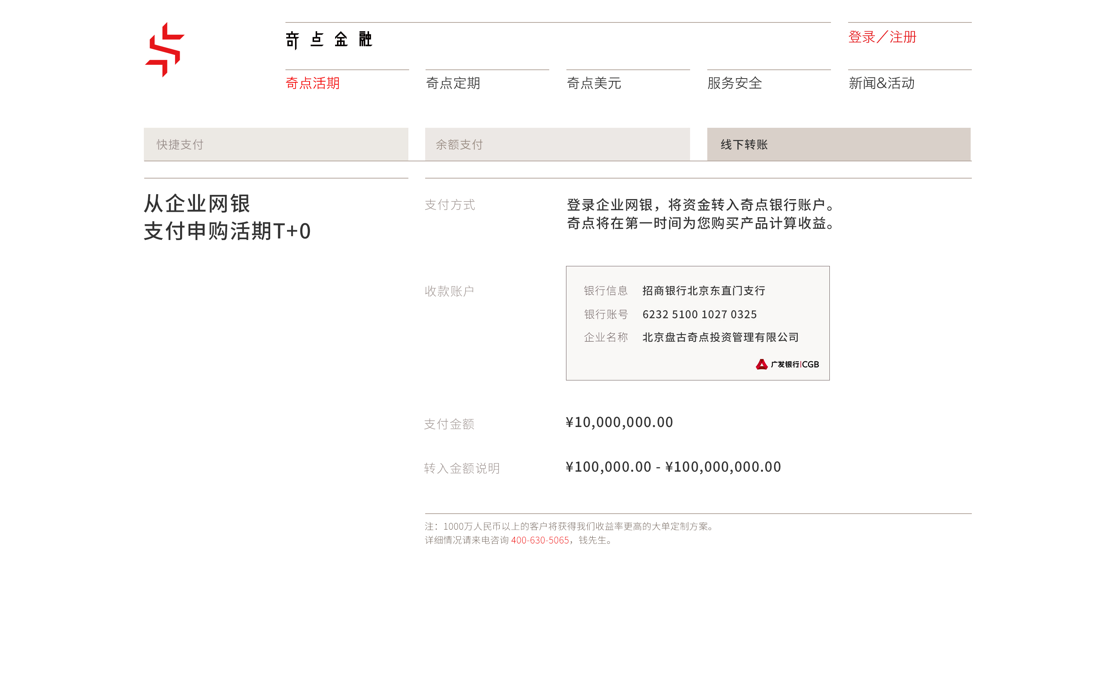 奇点金融
登录／注册
奇点活期
奇点定期
奇点美元
服务安全
新闻&活动
快捷支付
余额支付
线下转账
从企业网银
支付申购活期T+0
支付方式
登录企业网银，将资金转入奇点银行账户。
奇点将在第一时间为您购买产品计算收益。
收款账户
银行信息 招商银行北京东直门支行
银行账号 6232 5100 1027 0325
企业名称 北京盘古奇点投资管理有限公司
广发银行|CGB
支付金额
¥10,000,000.00
转入金额说明
¥100,000.00 - ¥100,000,000.00
注：1000万人民币以上的客户将获得我们收益率更高的大单定制方案。
详细情况请来电咨询 400-630-5065，钱先生。